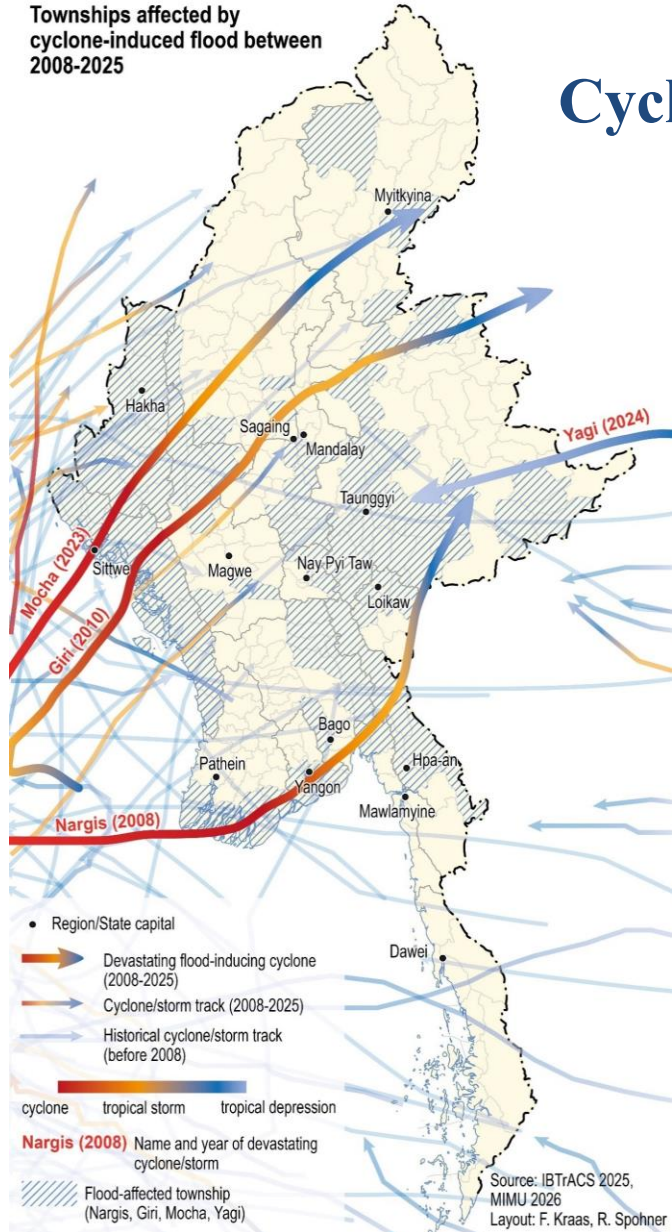 Townships affected by
cyclone-induced flood between
2008-2025
Cycl
Myitkyina
Hakha
Sagaing
Mandalay
Yagi (2024)
Taunggyi
Mocha (2023)
Sittwe
Magwe
Nay Pyi Taw
Loikaw
Giri (2010)
Bago
Pathein
Yangon
Hpa-an
Mawlamyine
Nargis (2008)
Dawei
Region/State capital
Devastating flood-inducing cyclone
(2008-2025)
Cyclone/storm track (2008-2025)
Historical cyclone/storm track
(before 2008)
cyclone tropical storm tropical depression
Nargis (2008) Name and year of devastating
cyclone/storm
Flood-affected township
(Nargis, Giri, Mocha, Yagi)
Source: IBTrACS 2025,
MIMU 2026
Layout: F. Kraas, R. Spohner